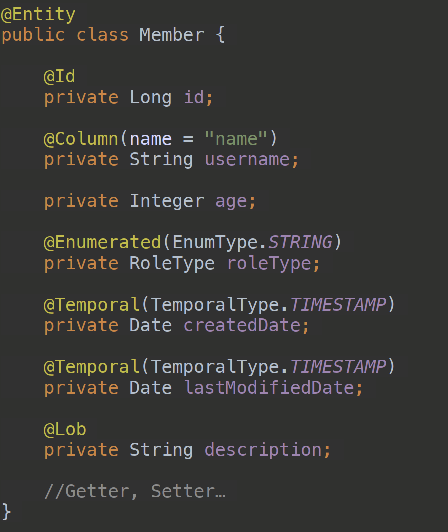 @Entity
public class Member {
@Id
private Long id;
@Column(name = "name")
private String username;
private Integer age;
@Enumerated(EnumType.STRING)
private RoleType roleType;
@Temporal(TemporalType.TIMESTAMP)
private Date createdDate;
@Temporal(TemporalType.TIMESTAMP)
private Date lastModifiedDate;
@Lob
private String description;
//Getter, Setter…
}